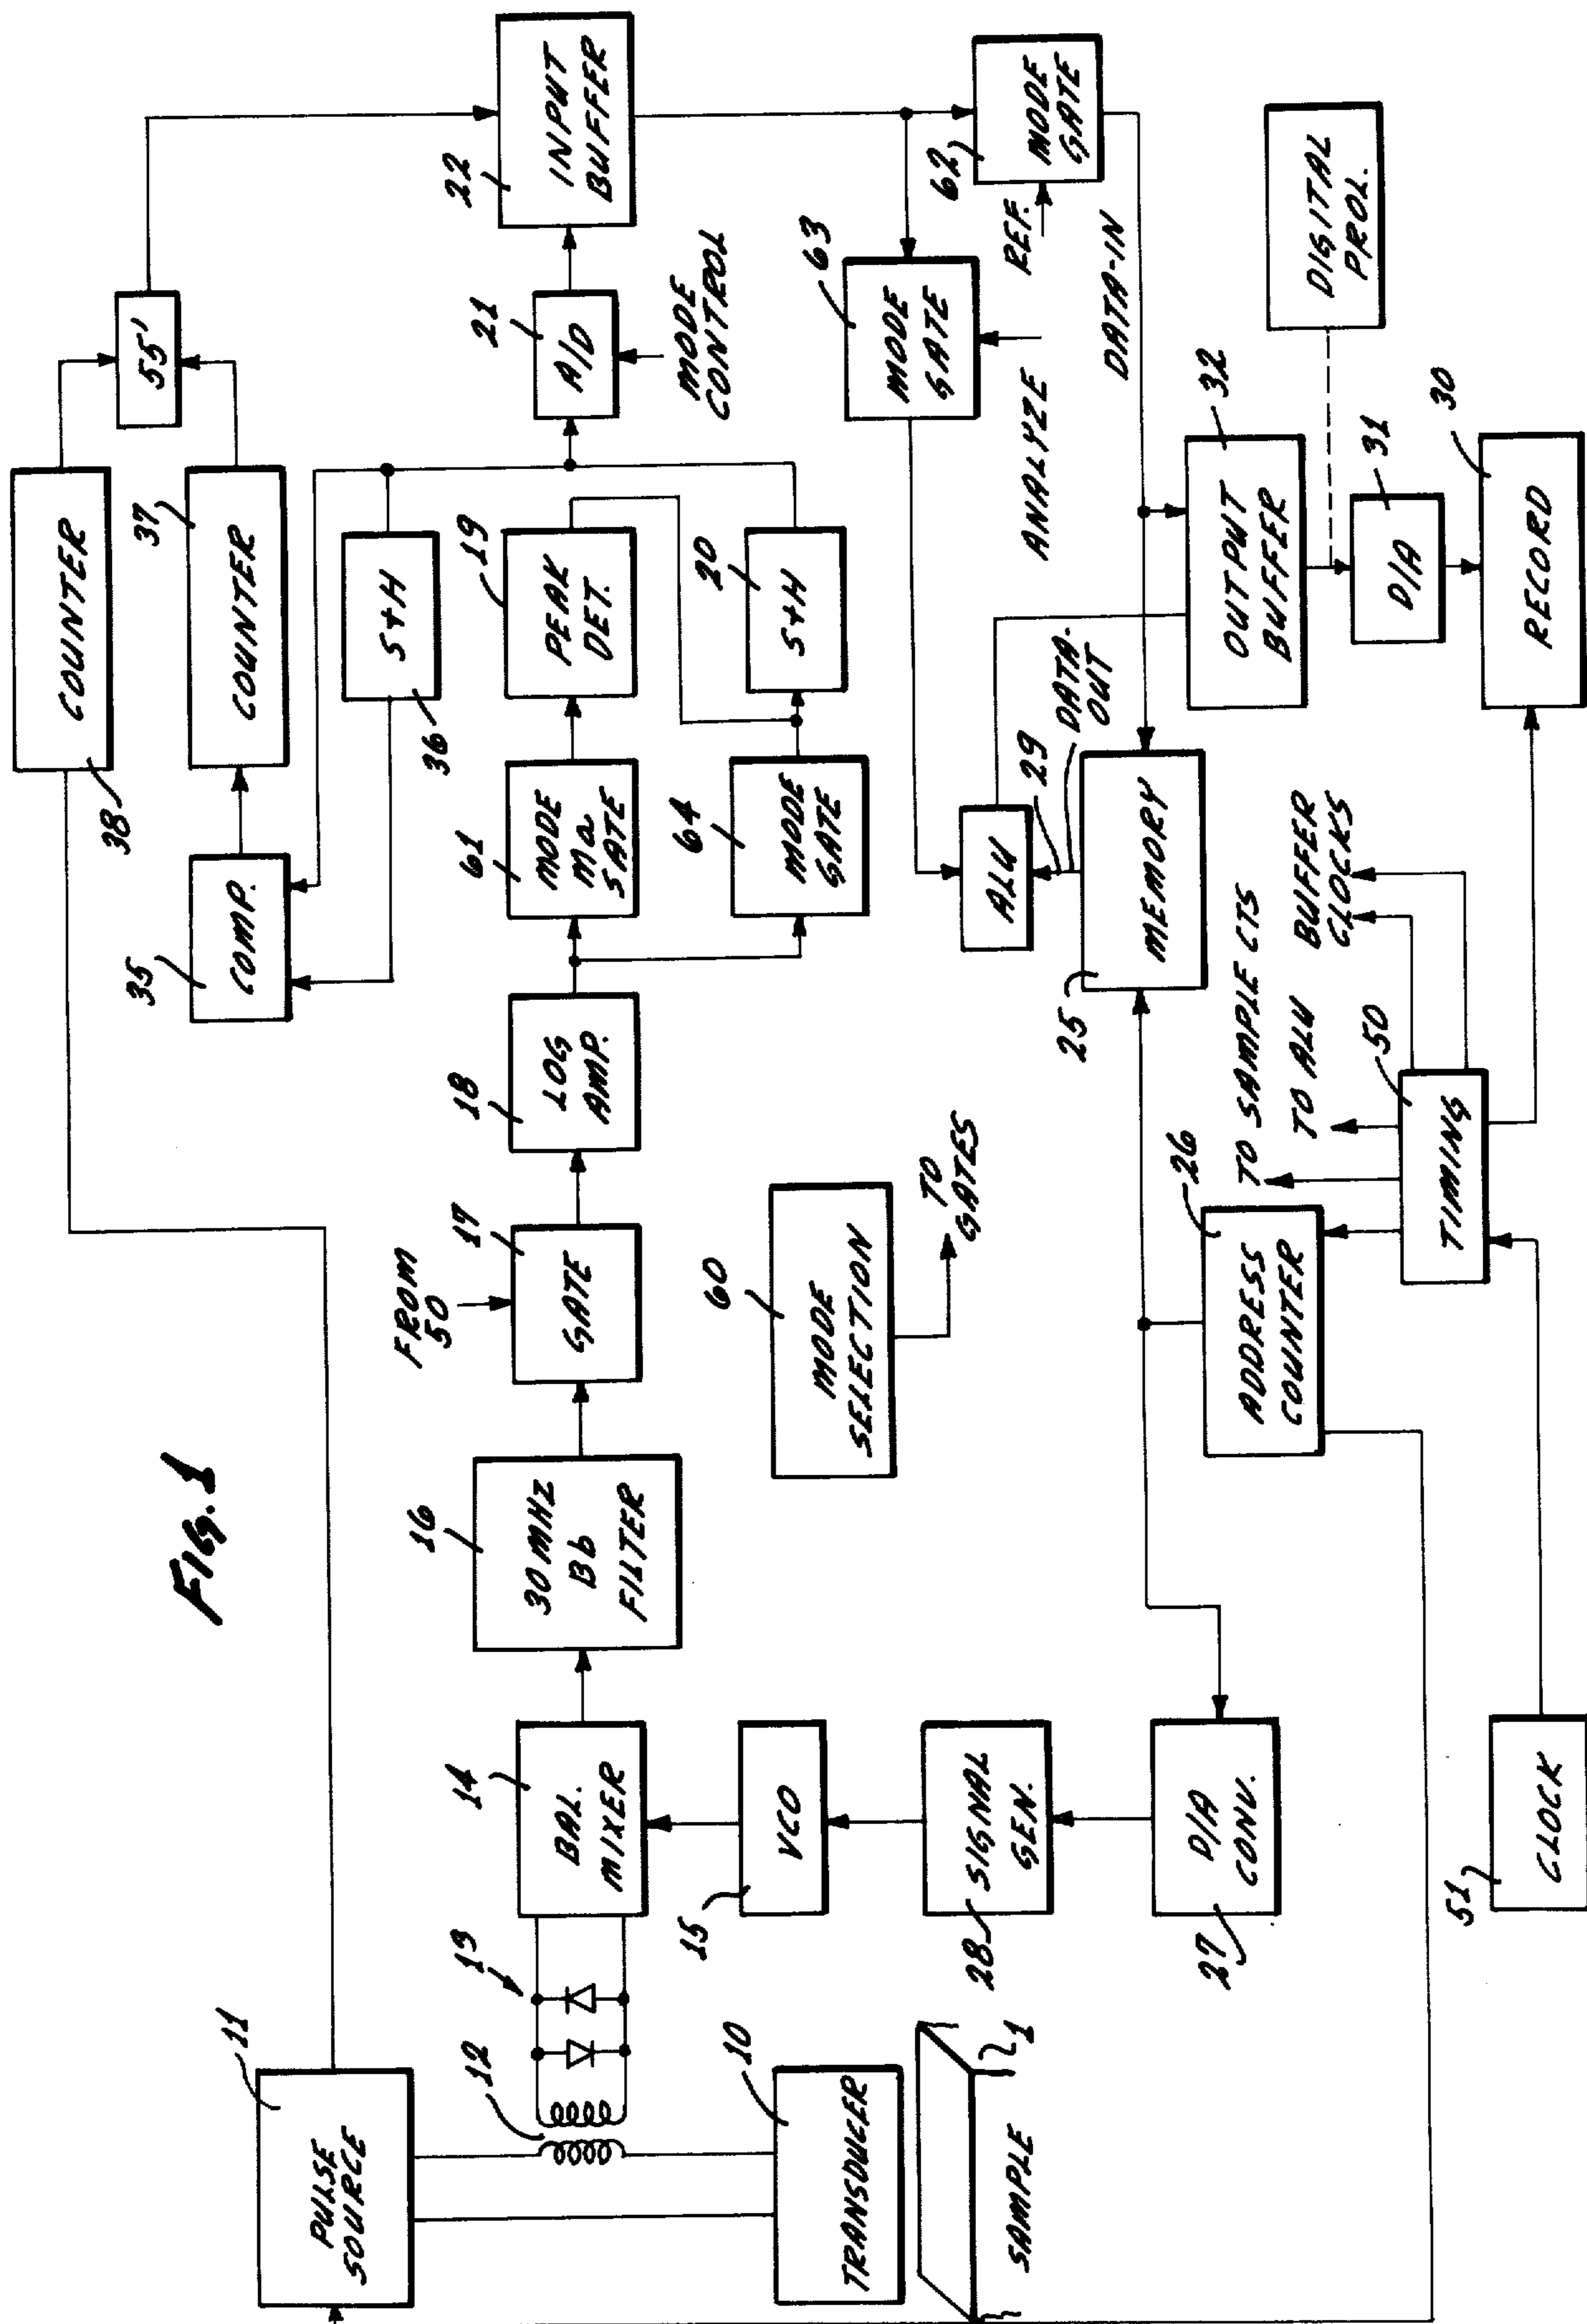 Fig. 1
11
PULSE
SOURCE
12
13
10
TRANSDUCER
SAMPLE
1
14
BAL.
MIXER
15
VCO
28
SIGNAL
GEN.
27
D/A
CONV.
51
CLOCK
16
30 MHZ
Bb
FILTER
FROM
50
17
GATE
18
LOG
AMP.
60
MODE
SELECTION
TO
GATES
26
ADDRESS
COUNTER
50
TIMING
TO SAMPLE CTS
TO ALU
BUFFER
CLOCKS
38
COUNTER
37
COUNTER
35
COMP.
36
S+H
61
MODE
Ma
SATE
19
PEAK
DET.
64
MODE
GATE
20
S+H
55'
21
A/D
MODE
CONTROL
22
INPUT
BUFFER
63
MODE
GATE
ANALYZE
62
MODE
GATE
REF.
DATA-IN
ALU
29
DATA-
OUT
25
MEMORY
32
OUTPUT
BUFFER
31
D/A
30
RECORD
DIGITAL
PROL.